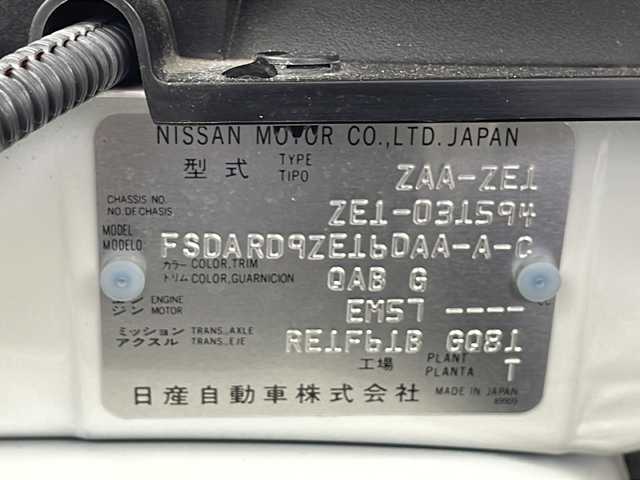 NISSAN MOTOR CO.,LTD. JAPAN
型式 TYPE TIPO ZAA-ZE1
CHASSIS NO.
NO.DE CHASIS ZE1-031594
MODEL
MODELO FSDARD9ZE16DAA-A-C
カラー COLOR,TRIM
トリム COLOR,GUARNICION QAB G
ENGINE
ジン MOTOR EM57 ----
ミッション TRANS.,AXLE
アクスル TRANS.,EJE RE1F61B GQ81
工場 PLANT PLANTA T
日産自動車株式会社 MADE IN JAPAN